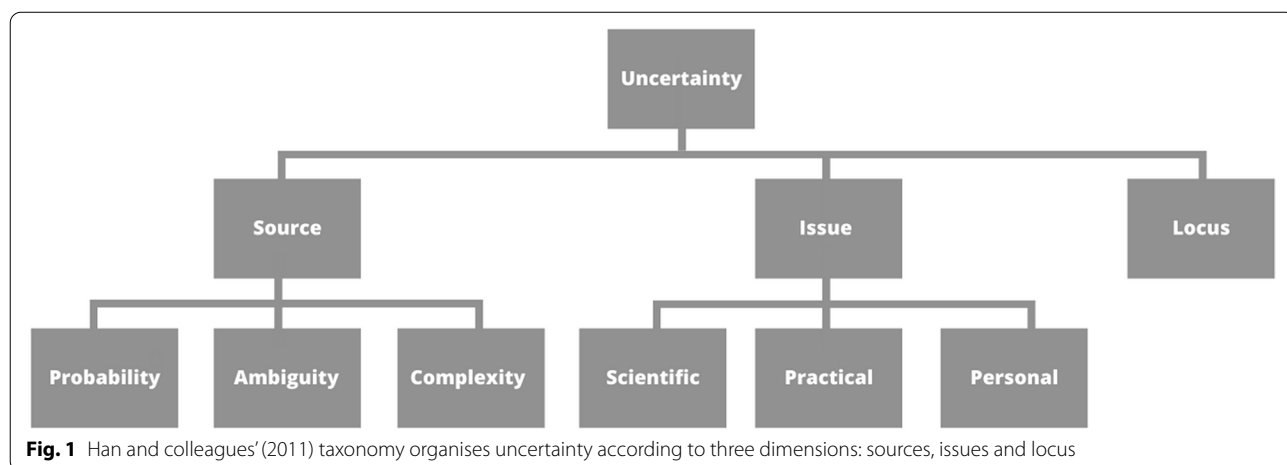 Uncertainty
Source Issue Locus
Probability Ambiguity Complexity Scientific Practical Personal
Fig. 1 Han and colleagues’ (2011) taxonomy organises uncertainty according to three dimensions: sources, issues and locus